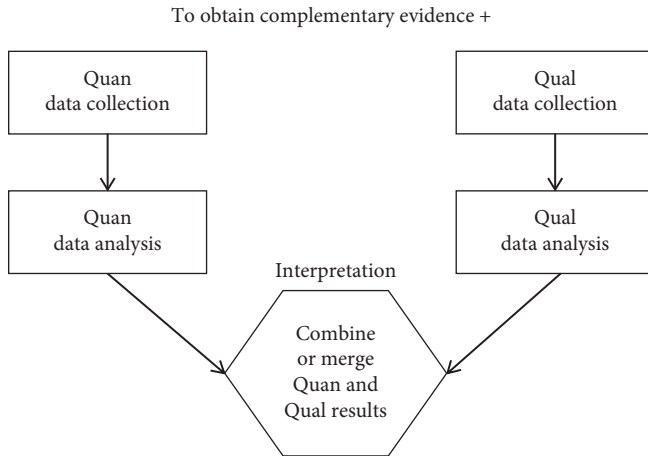 To obtain complementary evidence +
Quan
data collection
Qual
data collection
Quan
data analysis
Qual
data analysis
Interpretation
Combine
or merge
Quan and
Qual results